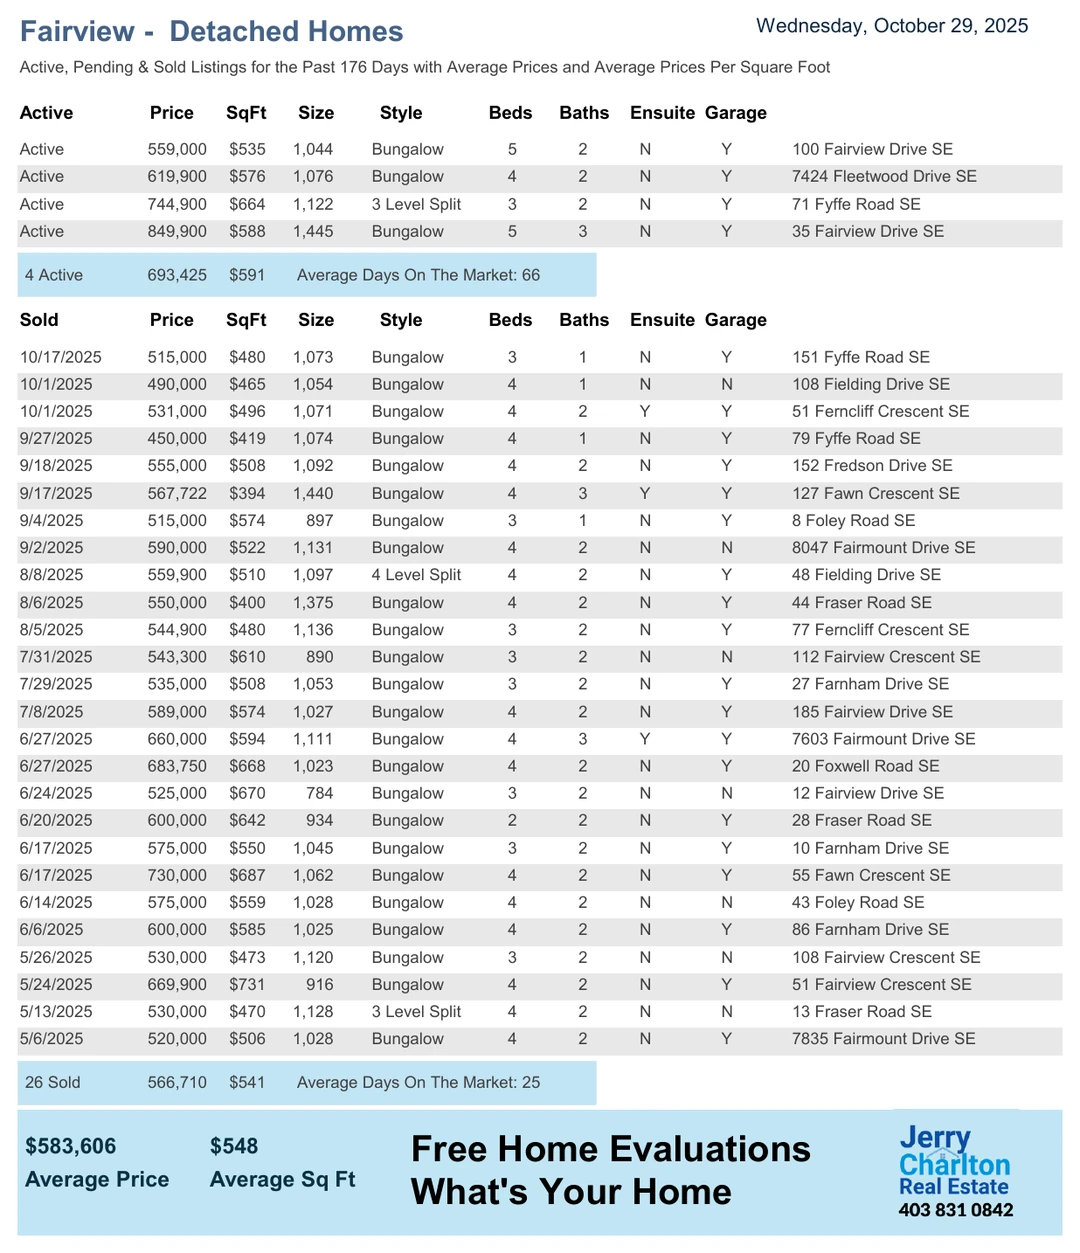 Fairview - Detached Homes
Wednesday, October 29, 2025
Active, Pending & Sold Listings for the Past 176 Days with Average Prices and Average Prices Per Square Foot
Active Price SqFt Size Style Beds Baths Ensuite Garage
Active 559,000 $535 1,044 Bungalow 5 2 N Y 100 Fairview Drive SE
Active 619,900 $576 1,076 Bungalow 4 2 N Y 7424 Fleetwood Drive SE
Active 744,900 $664 1,122 3 Level Split 3 2 N Y 71 Fyffe Road SE
Active 849,900 $588 1,445 Bungalow 5 3 N Y 35 Fairview Drive SE
4 Active 693,425 $591 Average Days On The Market: 66
Sold Price SqFt Size Style Beds Baths Ensuite Garage
10/17/2025 515,000 $480 1,073 Bungalow 3 1 N Y 151 Fyffe Road SE
10/1/2025 490,000 $465 1,054 Bungalow 4 1 N N 108 Fielding Drive SE
10/1/2025 531,000 $496 1,071 Bungalow 4 2 Y Y 51 Ferncliff Crescent SE
9/27/2025 450,000 $419 1,074 Bungalow 4 1 N Y 79 Fyffe Road SE
9/18/2025 555,000 $508 1,092 Bungalow 4 2 N Y 152 Fredson Drive SE
9/17/2025 567,722 $394 1,440 Bungalow 4 3 Y Y 127 Fawn Crescent SE
9/4/2025 515,000 $574 897 Bungalow 3 1 N Y 8 Foley Road SE
9/2/2025 590,000 $522 1,131 Bungalow 4 2 N N 8047 Fairmount Drive SE
8/8/2025 559,900 $510 1,097 4 Level Split 4 2 N Y 48 Fielding Drive SE
8/6/2025 550,000 $400 1,375 Bungalow 4 2 N Y 44 Fraser Road SE
8/5/2025 544,900 $480 1,136 Bungalow 3 2 N Y 77 Ferncliff Crescent SE
7/31/2025 543,300 $610 890 Bungalow 3 2 N N 112 Fairview Crescent SE
7/29/2025 535,000 $508 1,053 Bungalow 3 2 N Y 27 Farnham Drive SE
7/8/2025 589,000 $574 1,027 Bungalow 4 2 N Y 185 Fairview Drive SE
6/27/2025 660,000 $594 1,111 Bungalow 4 3 Y Y 7603 Fairmount Drive SE
6/27/2025 683,750 $668 1,023 Bungalow 4 2 N Y 20 Foxwell Road SE
6/24/2025 525,000 $670 784 Bungalow 3 2 N N 12 Fairview Drive SE
6/20/2025 600,000 $642 934 Bungalow 2 2 N Y 28 Fraser Road SE
6/17/2025 575,000 $550 1,045 Bungalow 3 2 N Y 10 Farnham Drive SE
6/17/2025 730,000 $687 1,062 Bungalow 4 2 N Y 55 Fawn Crescent SE
6/14/2025 575,000 $559 1,028 Bungalow 4 2 N N 43 Foley Road SE
6/6/2025 600,000 $585 1,025 Bungalow 4 2 N Y 86 Farnham Drive SE
5/26/2025 530,000 $473 1,120 Bungalow 3 2 N N 108 Fairview Crescent SE
5/24/2025 669,900 $731 916 Bungalow 4 2 N Y 51 Fairview Crescent SE
5/13/2025 530,000 $470 1,128 3 Level Split 4 2 N N 13 Fraser Road SE
5/6/2025 520,000 $506 1,028 Bungalow 4 2 N Y 7835 Fairmount Drive SE
26 Sold 566,710 $541 Average Days On The Market: 25
$583,606 $548
Average Price Average Sq Ft
Free Home Evaluations
What's Your Home
Jerry
Charlton
Real Estate
403 831 0842